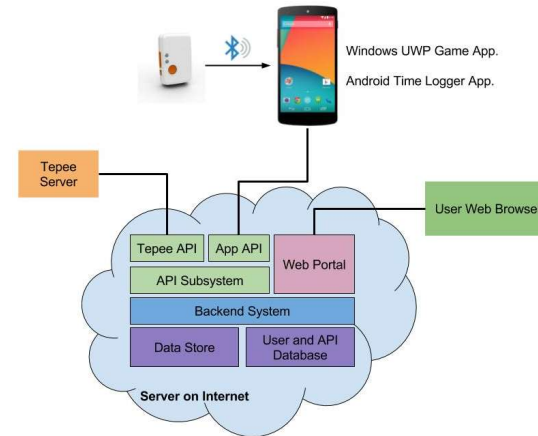 Windows UWP Game App.
Android Time Logger App.
Tepee
Server
User Web Browse
Tepee API
App API
Web Portal
API Subsystem
Backend System
Data Store
User and API
Database
Server on Internet